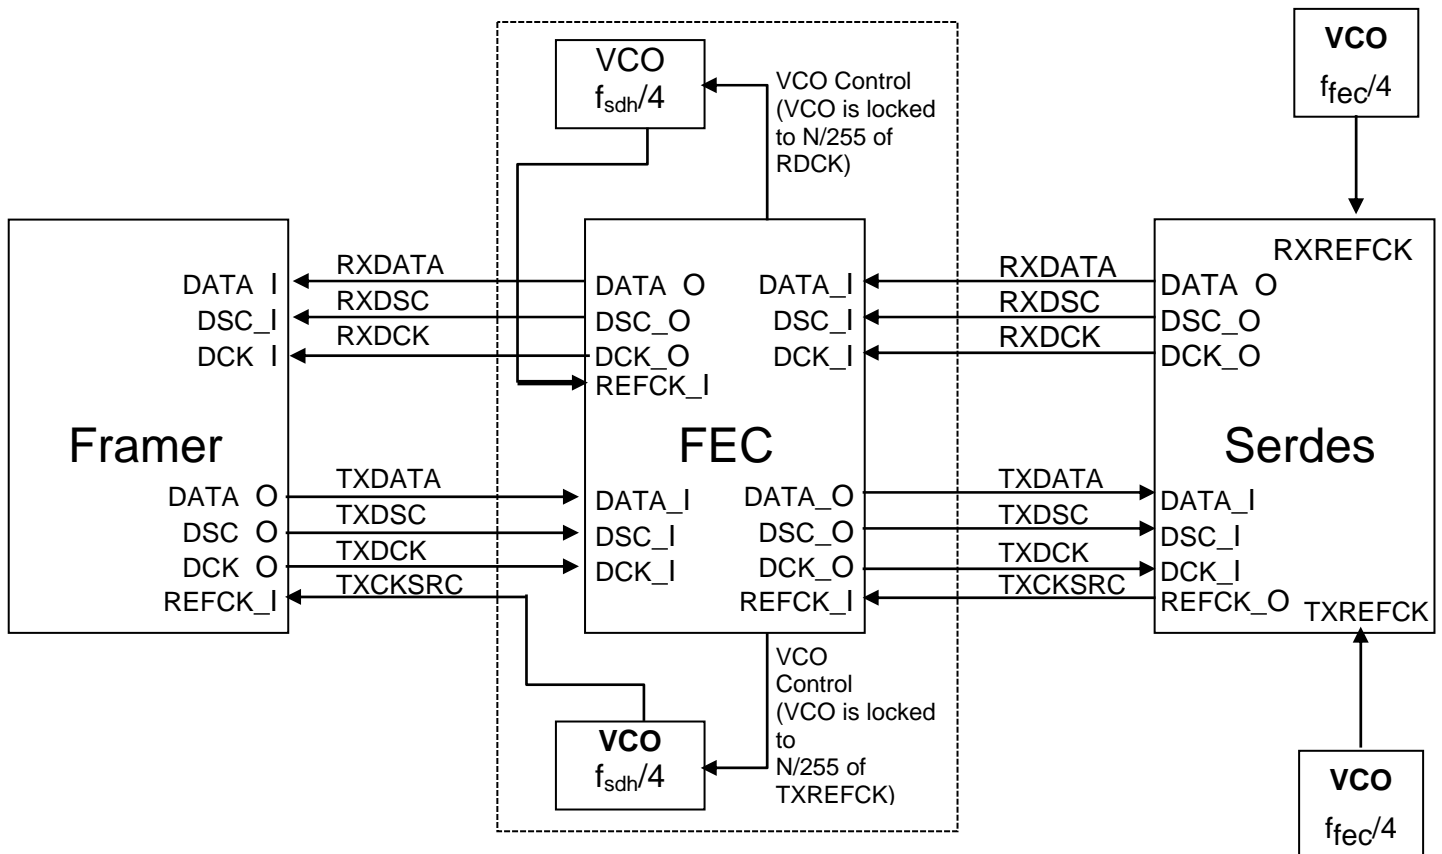 VCO
fsdh/4
VCO Control
(VCO is locked
to N/255 of
RDCK)
VCO
ffec/4
Framer
DATA I
DSC_I
DCK I
DATA O
DSC O
DCK O
REFCK_I
RXDATA
RXDSC
RXDCK
TXDATA
TXDSC
TXDCK
TXCKSRC
FEC
DATA O
DSC_O
DCK_O
REFCK_I
DATA_I
DSC_I
DCK_I
DATA_I
DSC_I
DCK_I
DATA_O
DSC_O
DCK_O
REFCK_I
RXDATA
RXDSC
RXDCK
TXDATA
TXDSC
TXDCK
TXCKSRC
Serdes
RXREFCK
DATA O
DSC_O
DCK_O
DATA_I
DSC_I
DCK_I
REFCK_O
TXREFCK
VCO
fsdh/4
VCO
Control
(VCO is locked
to
N/255 of
TXREFCK)
VCO
ffec/4